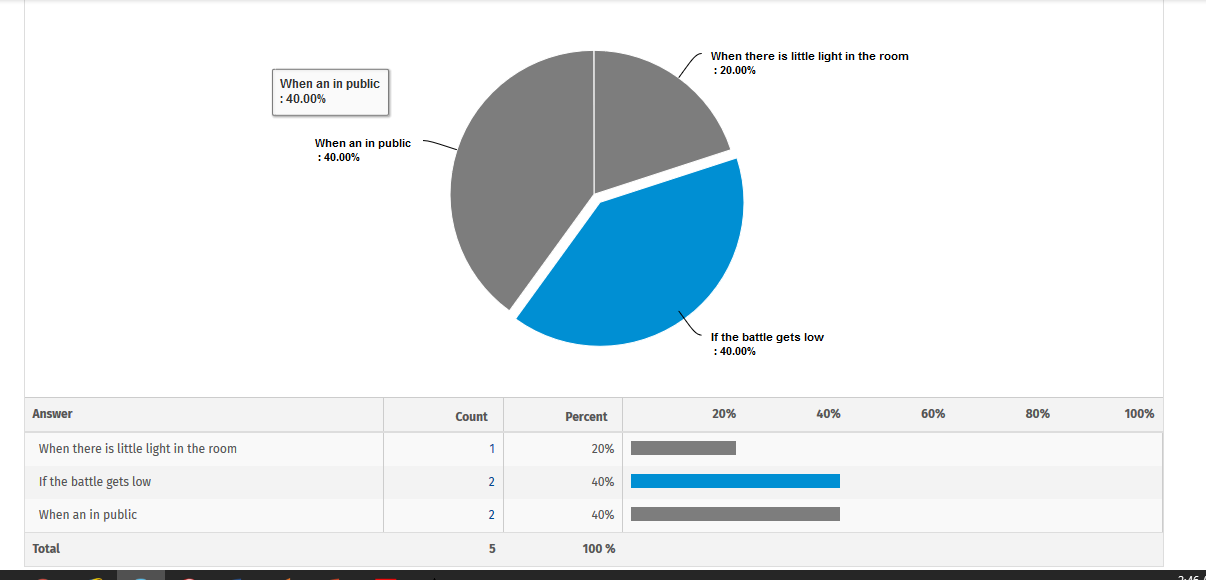 When there is little light in the room
: 20.00%
When an in public
: 40.00%
When an in public
: 40.00%
If the battle gets low
: 40.00%
Answer Count Percent 20% 40% 60% 80% 100%
When there is little light in the room 1 20%
If the battle gets low 2 40%
When an in public 2 40%
Total 5 100 %